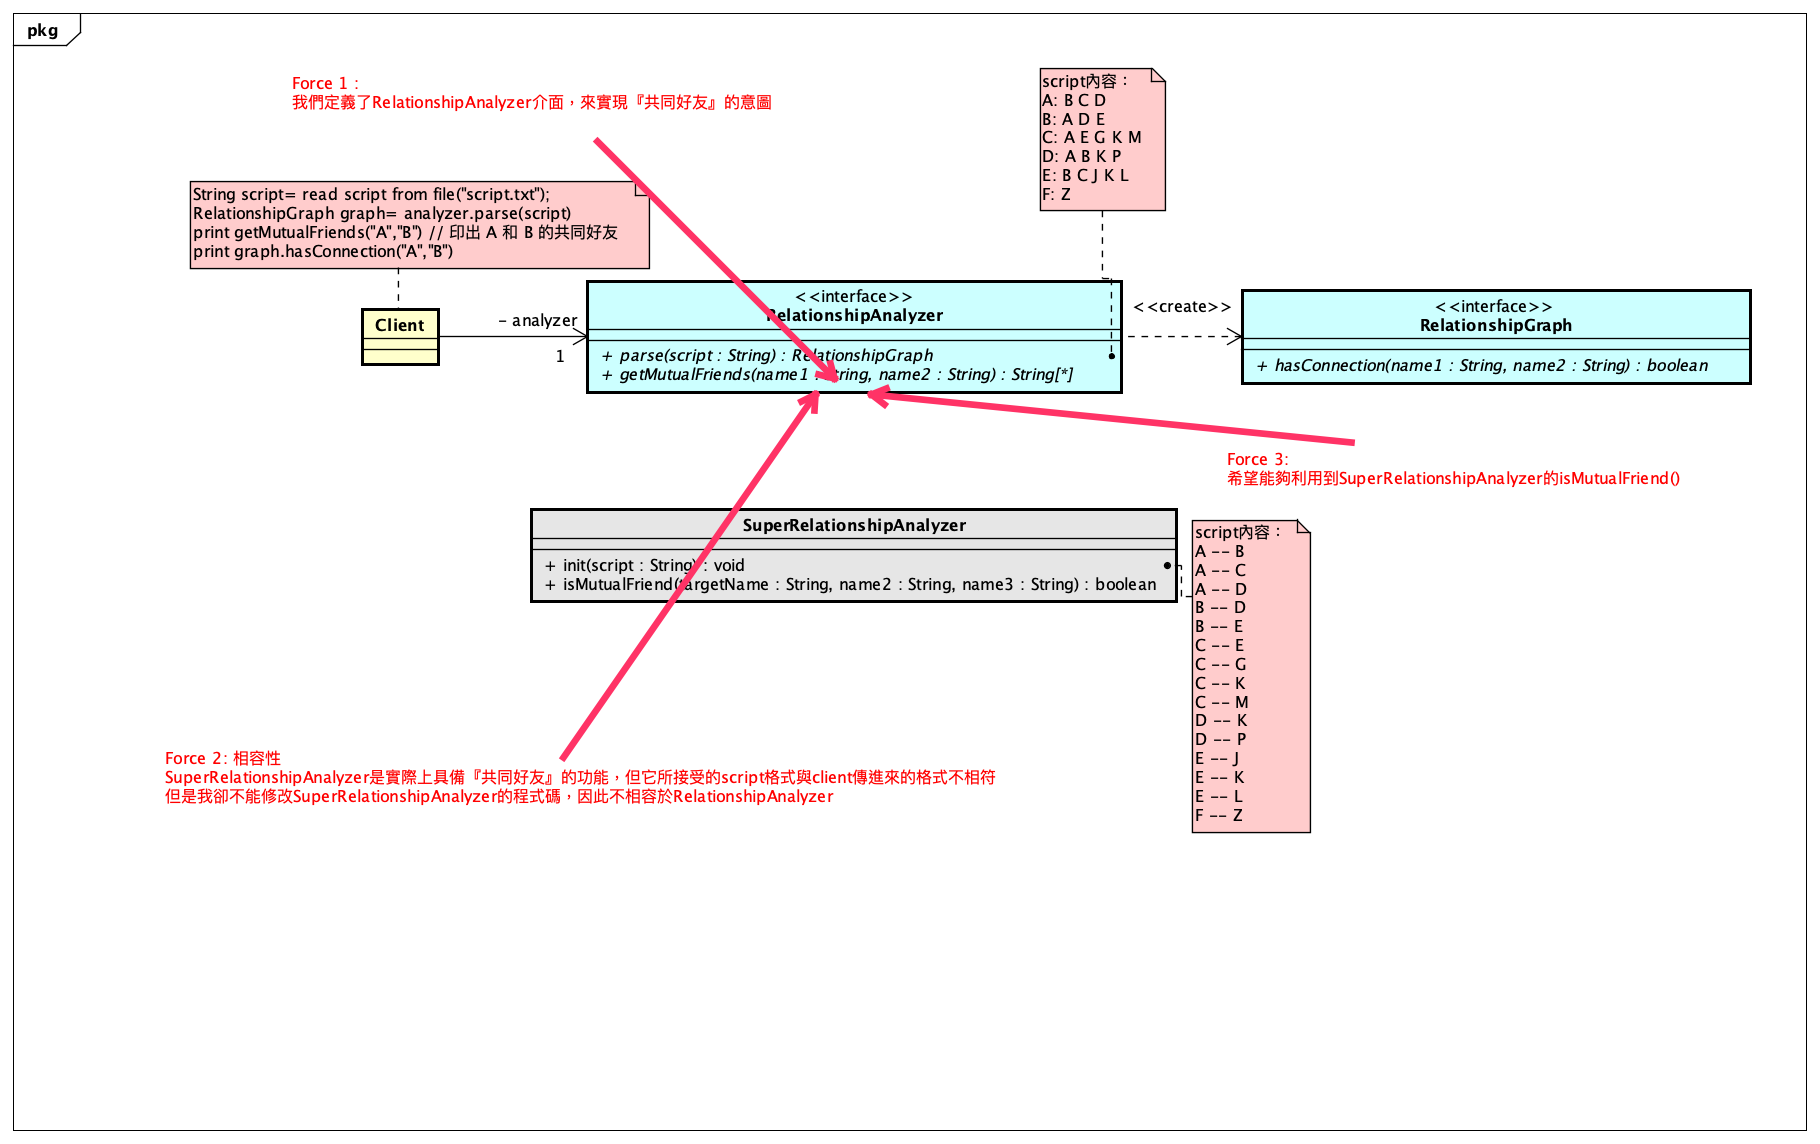 pkg
Force 1 :
我們定義了RelationshipAnalyzer介面，來實現『共同好友』的意圖
script內容：
A: B C D
B: A D E
C: A E G K M
D: A B K P
E: B C J K L
F: Z
String script= read script from file("script.txt");
RelationshipGraph graph= analyzer.parse(script)
print getMutualFriends("A","B") // 印出 A 和 B 的共同好友
print graph.hasConnection("A","B")
Client
- analyzer
1
<<interface>>
RelationshipAnalyzer
+ parse(script : String) : RelationshipGraph
+ getMutualFriends(name1 : String, name2 : String) : String[*]
<<create>>
<<interface>>
RelationshipGraph
+ hasConnection(name1 : String, name2 : String) : boolean
Force 3:
希望能夠利用到SuperRelationshipAnalyzer的isMutualFriend()
SuperRelationshipAnalyzer
+ init(script : String) : void
+ isMutualFriend(targetName : String, name2 : String, name3 : String) : boolean
script內容：
A -- B
A -- C
A -- D
B -- D
B -- E
C -- E
C -- G
C -- K
C -- M
D -- K
D -- P
E -- J
E -- K
E -- L
F -- Z
Force 2: 相容性
SuperRelationshipAnalyzer是實際上具備『共同好友』的功能，但它所接受的script格式與client傳進來的格式不相符
但是我卻不能修改SuperRelationshipAnalyzer的程式碼，因此不相容於RelationshipAnalyzer